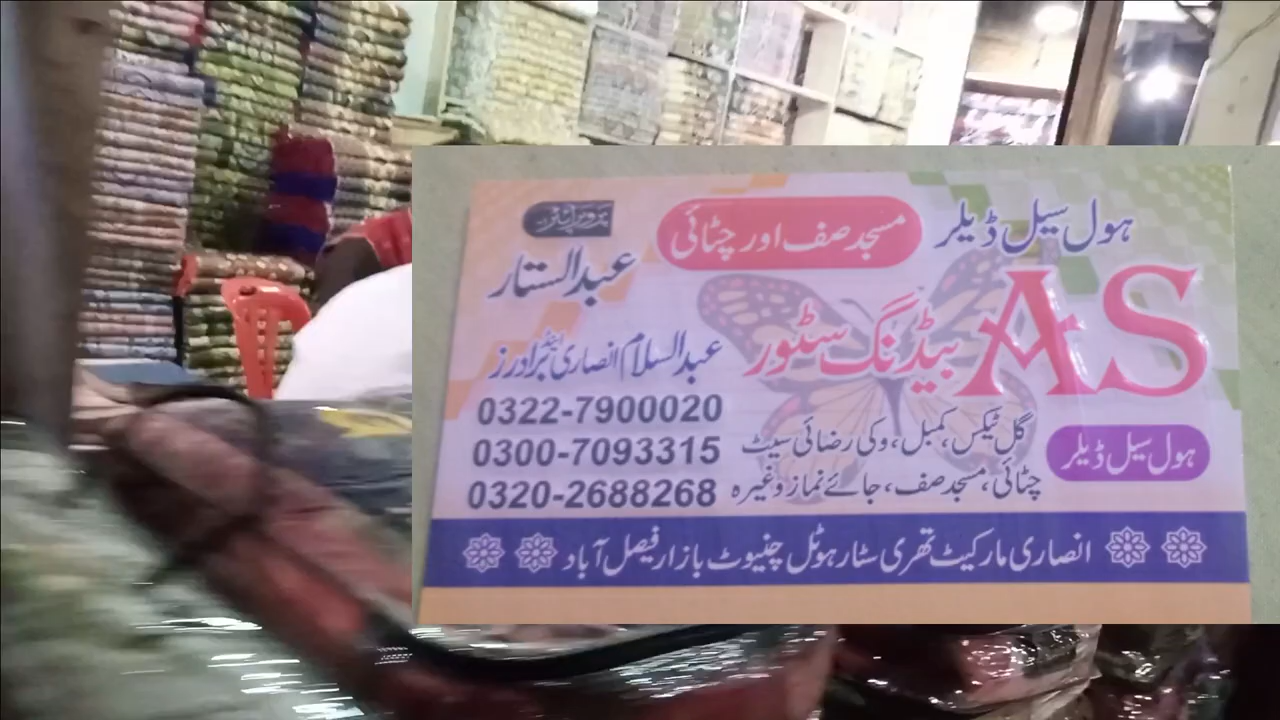 ہول سیل ڈیلر
مسجد صف اور چٹائی
پروپرائٹرز
عبدالستار
AS بیڈنگ سٹور
عبدالسلام انصاری اینڈ برادرز
0322-7900020
0300-7093315
0320-2688268
ہول سیل ڈیلر
گل ٹیکس، کمبل، وکی رضائی سیٹ
چٹائی، مسجد صف، جائے نماز وغیرہ
انصاری مارکیٹ تھری سٹار ہوٹل چنیوٹ بازار فیصل آباد